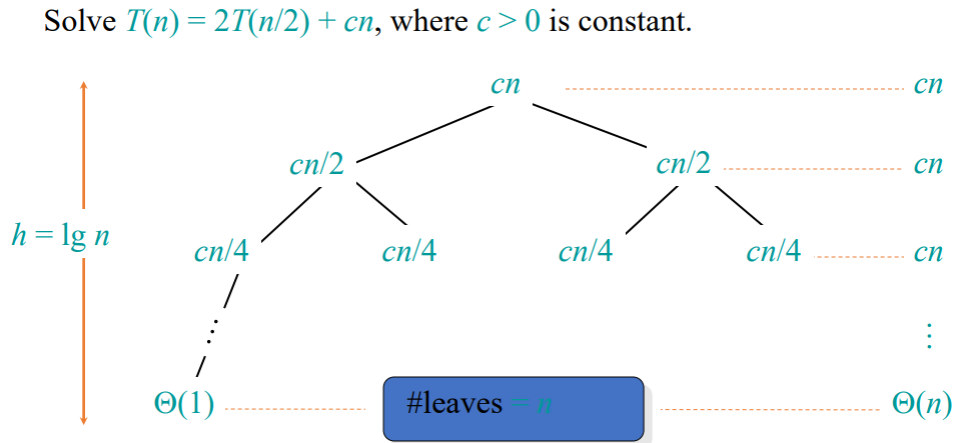 Solve T(n) = 2T(n/2) + cn, where c > 0 is constant.
cn cn
cn/2 cn/2 cn
h = lg n
cn/4 cn/4 cn/4 cn/4 cn
⋮ ⋮
Θ(1) #leaves = n Θ(n)